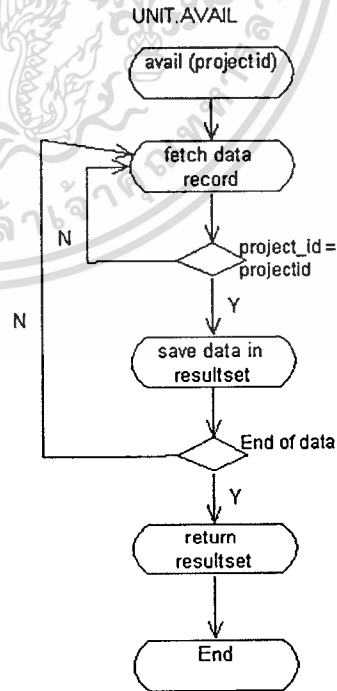 UNIT.AVAIL
avail (projectid)
fetch data
record
N
project_id =
projectid
Y
N
save data in
resultset
End of data
Y
return
resultset
End